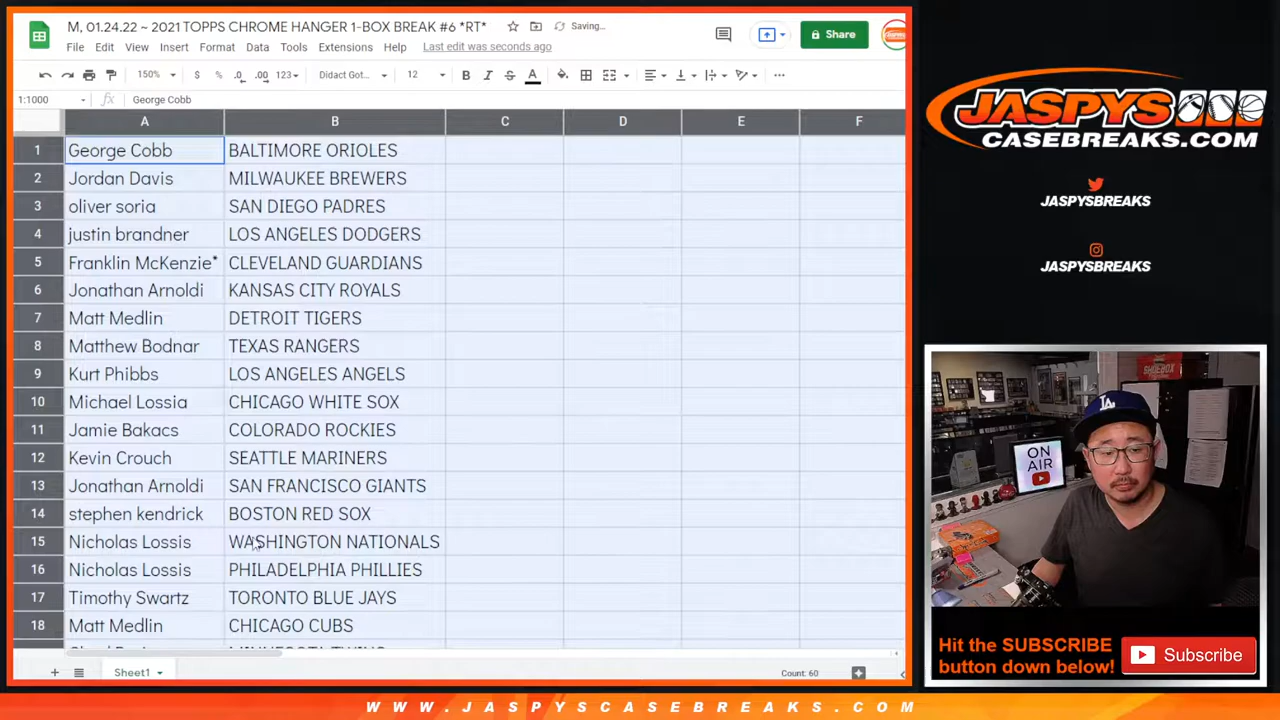 M, 01.24.22 ~ 2021 TOPPS CHROME HANGER 1-BOX BREAK #6 *RT*
Saving...
File Edit View Insert Format Data Tools Extensions Help Last edit was seconds ago
Share
150% $ % .0 .00 123 Didact Got... 12 B I S A
1:1000 fx George Cobb
A B C D E F
1 George Cobb BALTIMORE ORIOLES
2 Jordan Davis MILWAUKEE BREWERS
3 oliver soria SAN DIEGO PADRES
4 justin brandner LOS ANGELES DODGERS
5 Franklin McKenzie* CLEVELAND GUARDIANS
6 Jonathan Arnoldi KANSAS CITY ROYALS
7 Matt Medlin DETROIT TIGERS
8 Matthew Bodnar TEXAS RANGERS
9 Kurt Phibbs LOS ANGELES ANGELS
10 Michael Lossia CHICAGO WHITE SOX
11 Jamie Bakacs COLORADO ROCKIES
12 Kevin Crouch SEATTLE MARINERS
13 Jonathan Arnoldi SAN FRANCISCO GIANTS
14 stephen kendrick BOSTON RED SOX
15 Nicholas Lossis WASHINGTON NATIONALS
16 Nicholas Lossis PHILADELPHIA PHILLIES
17 Timothy Swartz TORONTO BLUE JAYS
18 Matt Medlin CHICAGO CUBS
MINNESOTA TWINS
Sheet1
Count: 60
JASPYS
CASEBREAKS.COM
JASPYSBREAKS
JASPYSBREAKS
SHOEBOX
LA
ON
AIR
Hit the SUBSCRIBE
button down below!
Subscribe
WWW.JASPYSCASEBREAKS.COM